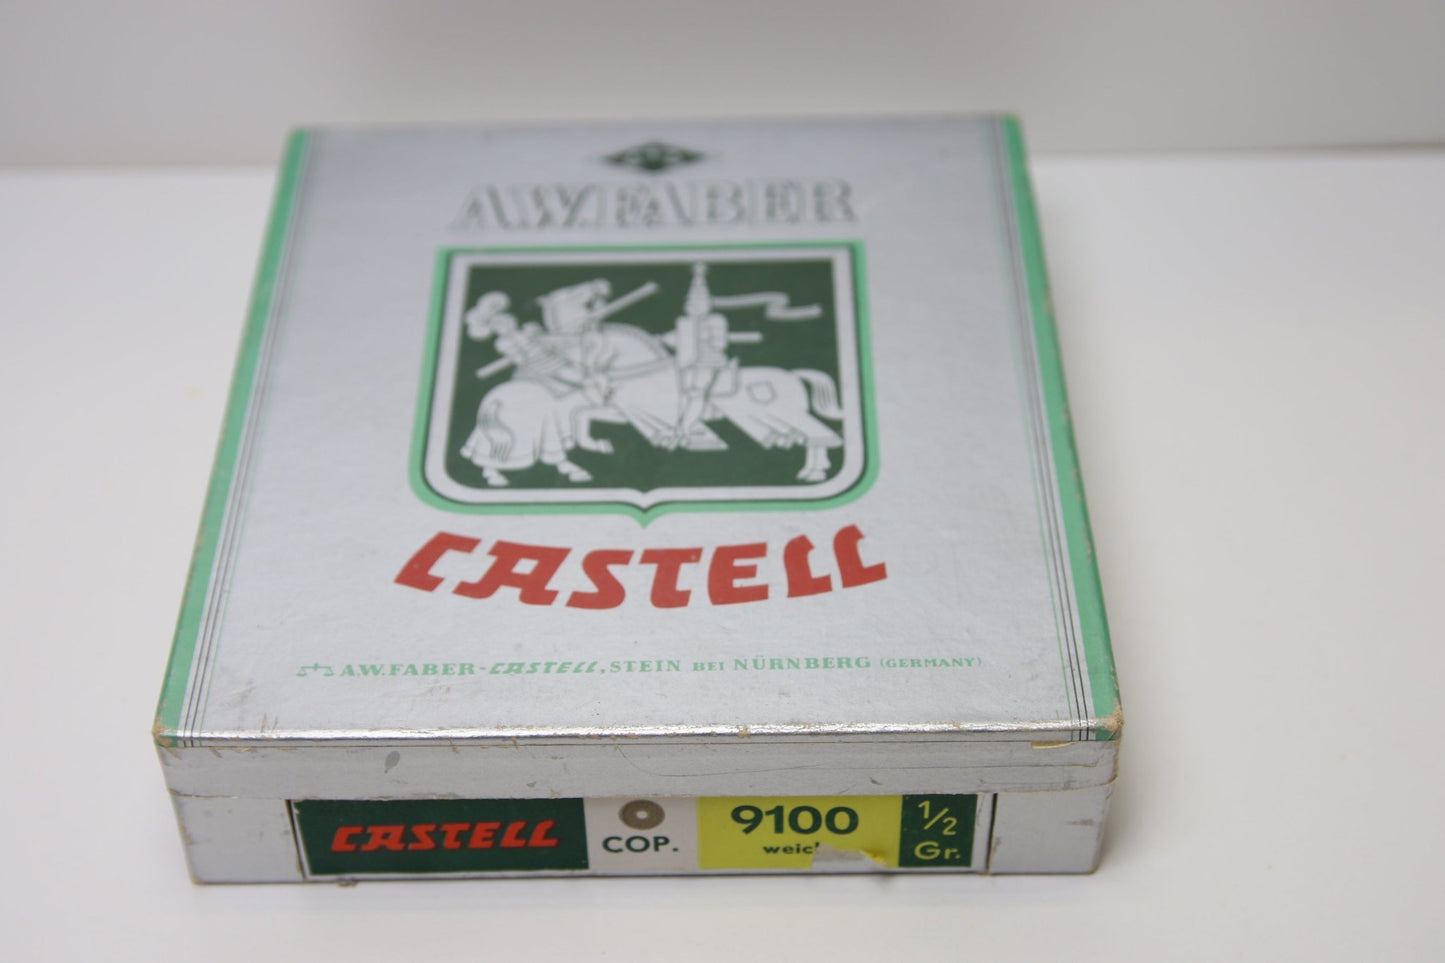 A.W.FABER
CASTELL
A.W.FABER-CASTELL, STEIN BEI NÜRNBERG (GERMANY)
CASTELL
COP.
9100
1/2
Gr.